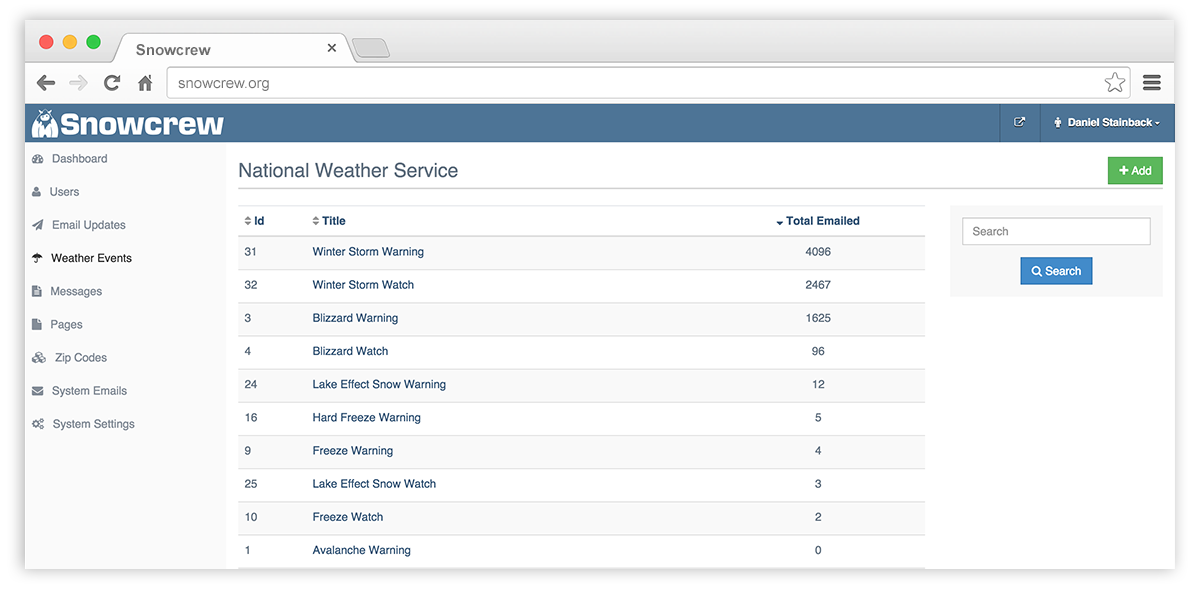 Snowcrew
snowcrew.org
Snowcrew
Daniel Stainback
Dashboard
Users
Email Updates
Weather Events
Messages
Pages
Zip Codes
System Emails
System Settings
National Weather Service
Add
Id Title Total Emailed
31 Winter Storm Warning 4096
32 Winter Storm Watch 2467
3 Blizzard Warning 1625
4 Blizzard Watch 96
24 Lake Effect Snow Warning 12
16 Hard Freeze Warning 5
9 Freeze Warning 4
25 Lake Effect Snow Watch 3
10 Freeze Watch 2
1 Avalanche Warning 0
Search
Search